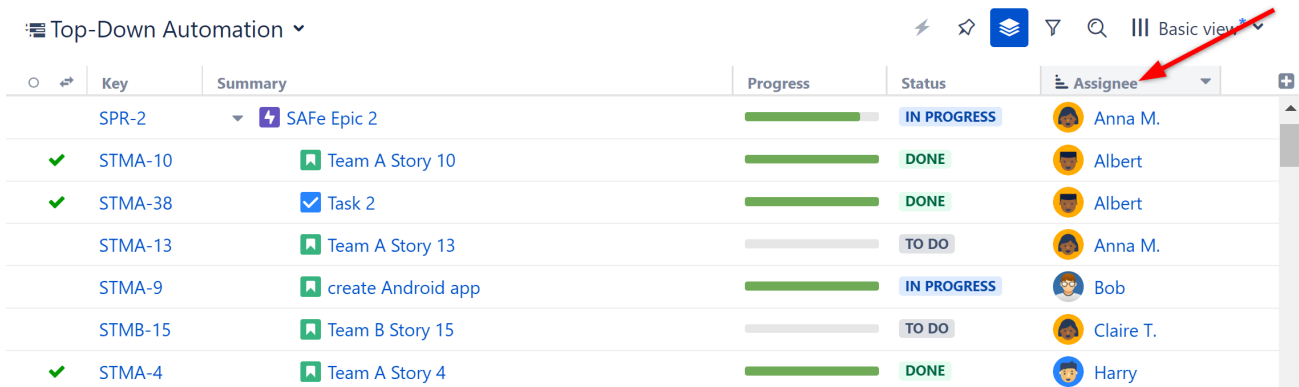 Top-Down Automation Basic view*
Key Summary Progress Status Assignee
SPR-2 SAFe Epic 2 IN PROGRESS Anna M.
STMA-10 Team A Story 10 DONE Albert
STMA-38 Task 2 DONE Albert
STMA-13 Team A Story 13 TO DO Anna M.
STMA-9 create Android app IN PROGRESS Bob
STMB-15 Team B Story 15 TO DO Claire T.
STMA-4 Team A Story 4 DONE Harry